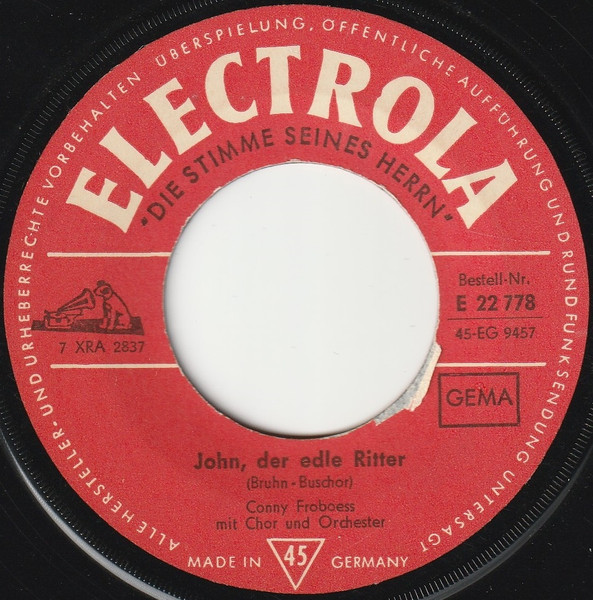 ALLE HERSTELLER- UND URHEBERRECHTE VORBEHALTEN ÜBERSPIELUNG, ÖFFENTLICHE AUFFÜHRUNG UND RUNDFUNKSENDUNG UNTERSAGT
ELECTROLA
"DIE STIMME SEINES HERRN"
7 XRA 2837
Bestell-Nr.
E 22 778
45-EG 9457
GEMA
John, der edle Ritter
(Bruhn-Buschor)
Conny Froboess
mit Chor und Orchester
MADE IN 45 GERMANY